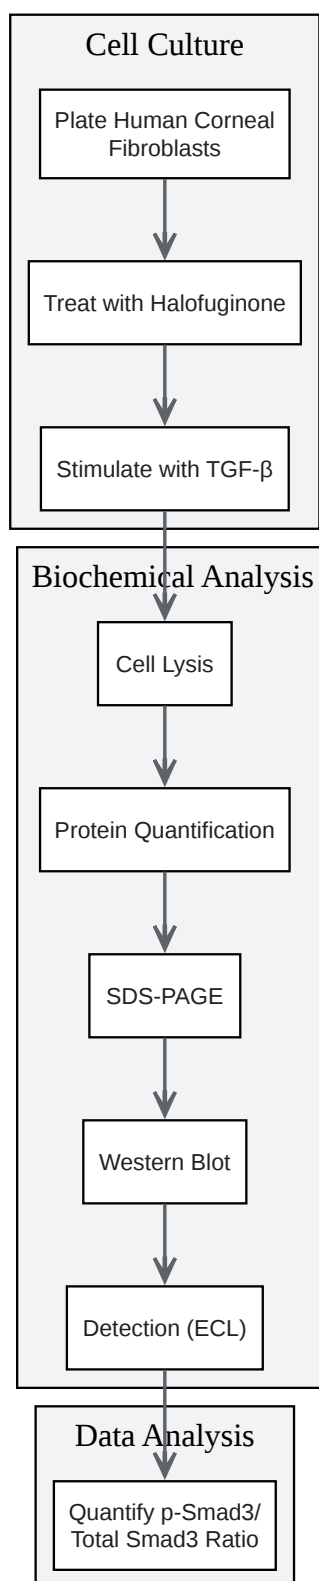 Cell Culture
Plate Human Corneal
Fibroblasts
Treat with Halofuginone
Stimulate with TGF-β
Biochemical Analysis
Cell Lysis
Protein Quantification
SDS-PAGE
Western Blot
Detection (ECL)
Data Analysis
Quantify p-Smad3/
Total Smad3 Ratio